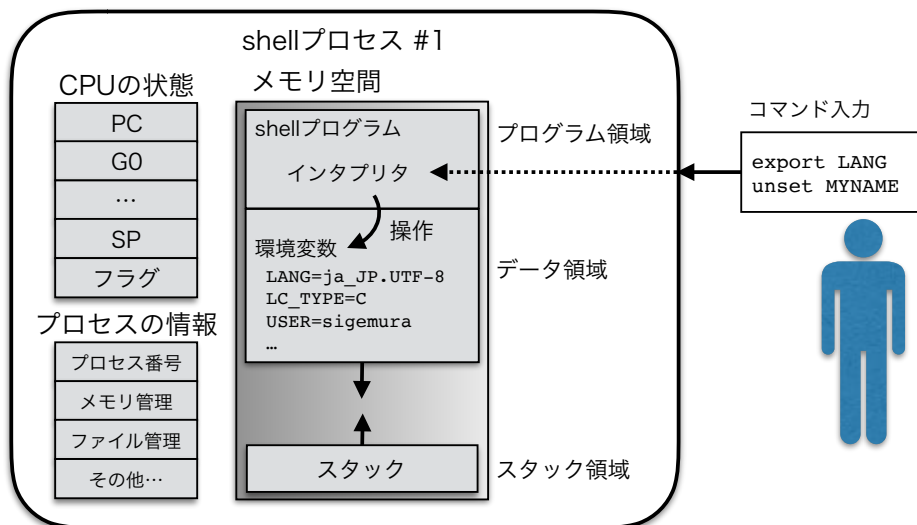 shellプロセス #1
CPUの状態
PC
G0
…
SP
フラグ
プロセスの情報
プロセス番号
メモリ管理
ファイル管理
その他…
メモリ空間
shellプログラム
インタプリタ
操作
環境変数
LANG=ja_JP.UTF-8
LC_TYPE=C
USER=sigemura
…
スタック
プログラム領域
データ領域
スタック領域
コマンド入力
export LANG
unset MYNAME